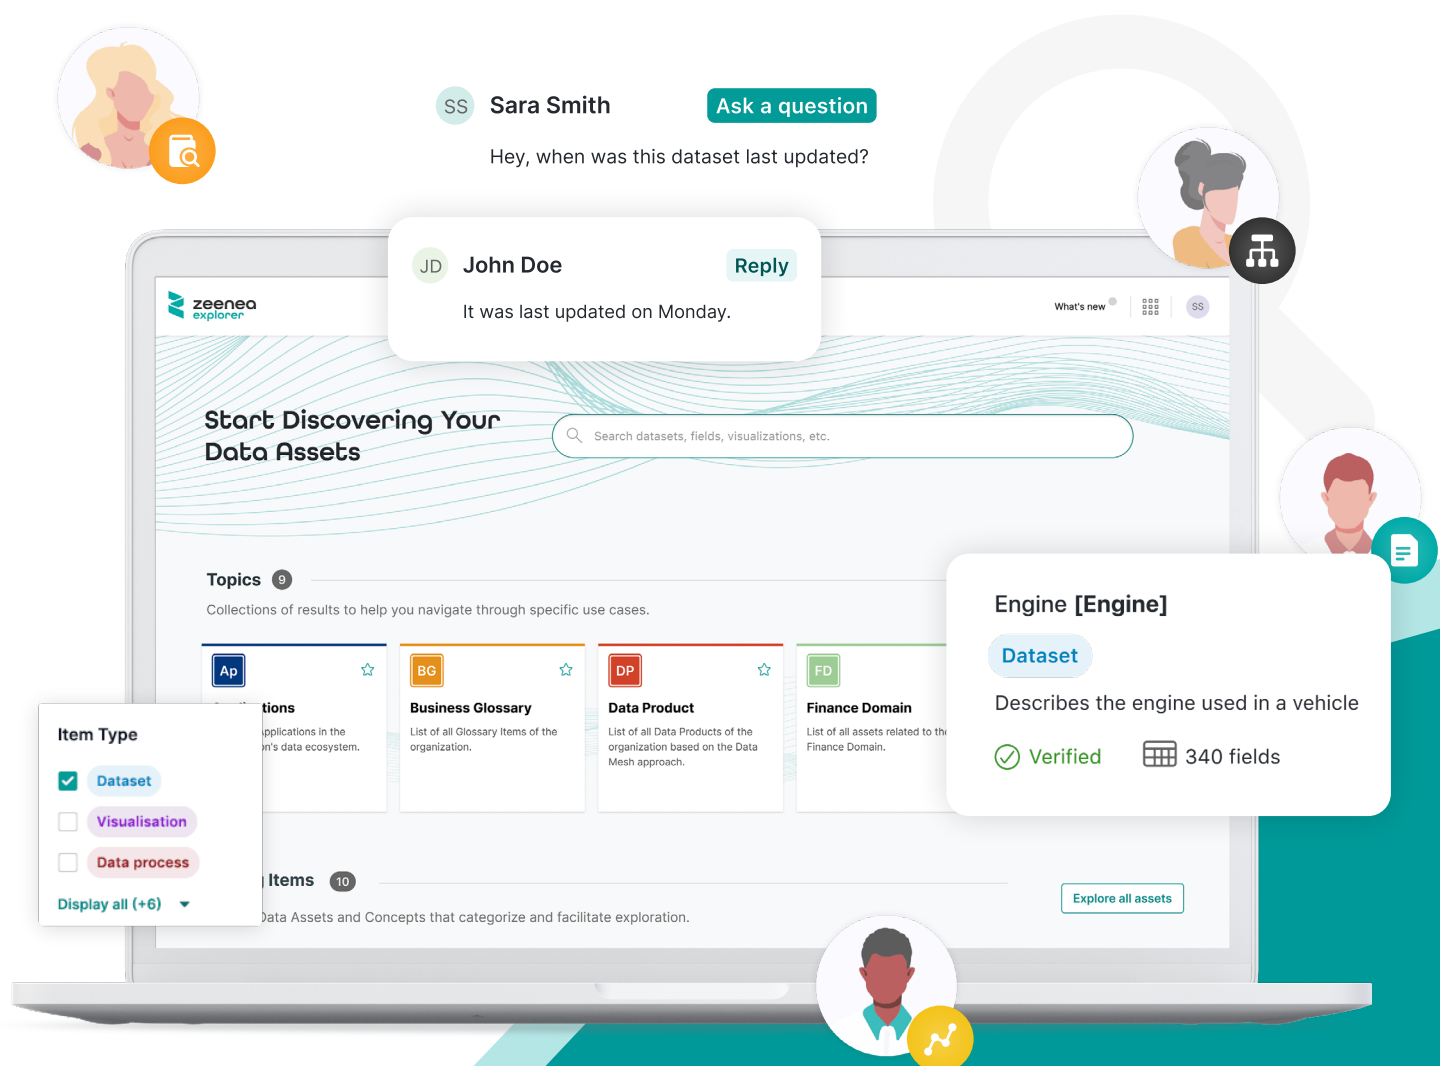 SS Sara Smith Ask a question
Hey, when was this dataset last updated?
JD John Doe Reply
It was last updated on Monday.
zeenea
explorer
What's new SS
Start Discovering Your
Data Assets
Search datasets, fields, visualizations, etc.
Topics 9
Collections of results to help you navigate through specific use cases.
Ap
BG
Business Glossary
List of all Glossary Items of the
organization.
DP
Data Product
List of all Data Products of the
organization based on the Data
Mesh approach.
FD
Finance Domain
List of all assets related to the
Finance Domain.
data ecosystem.
Engine [Engine]
Dataset
Describes the engine used in a vehicle
Verified 340 fields
Item Type
Dataset
Visualisation
Data process
Display all (+6)
Items 10
Data Assets and Concepts that categorize and facilitate exploration.
Explore all assets